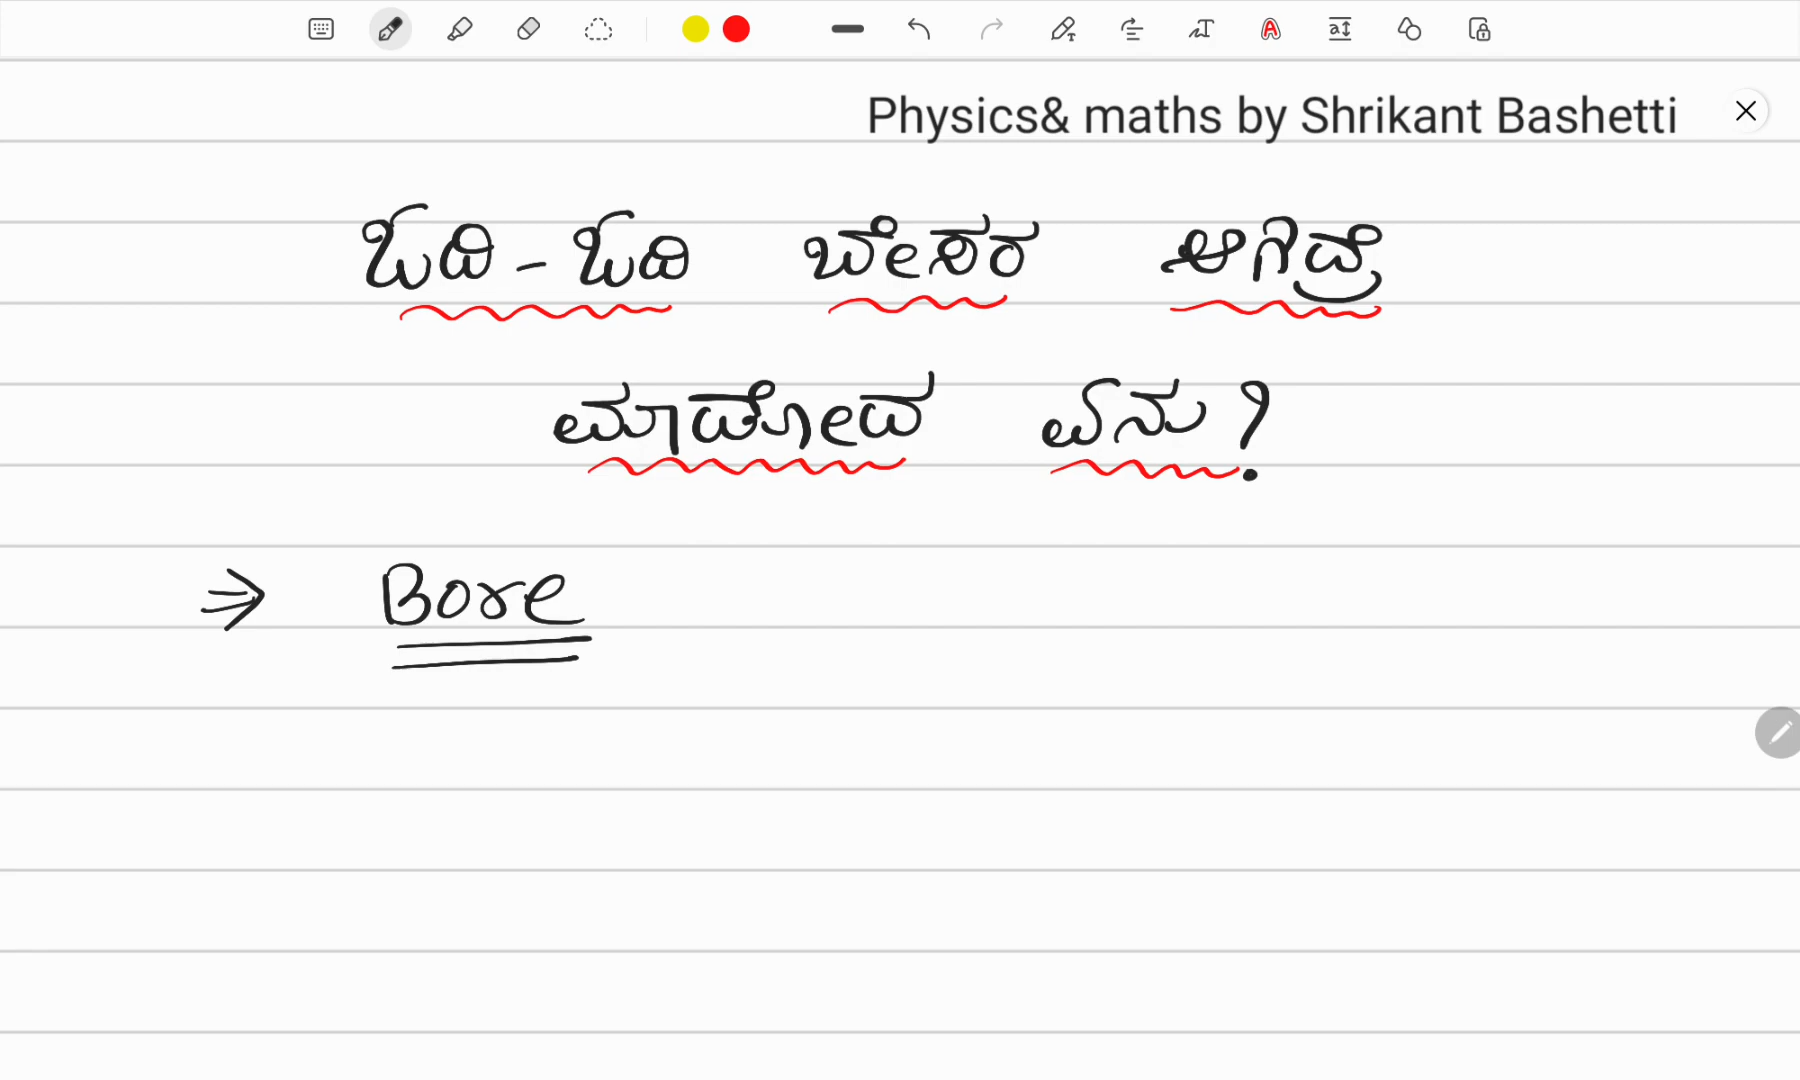 Physics& maths by Shrikant Bashetti
ಓದಿ - ಓದಿ ಬೇಸರ ಆಗಿದ್ರೆ
ಮಾಡೋದ ಏನು?
⇒ Bore